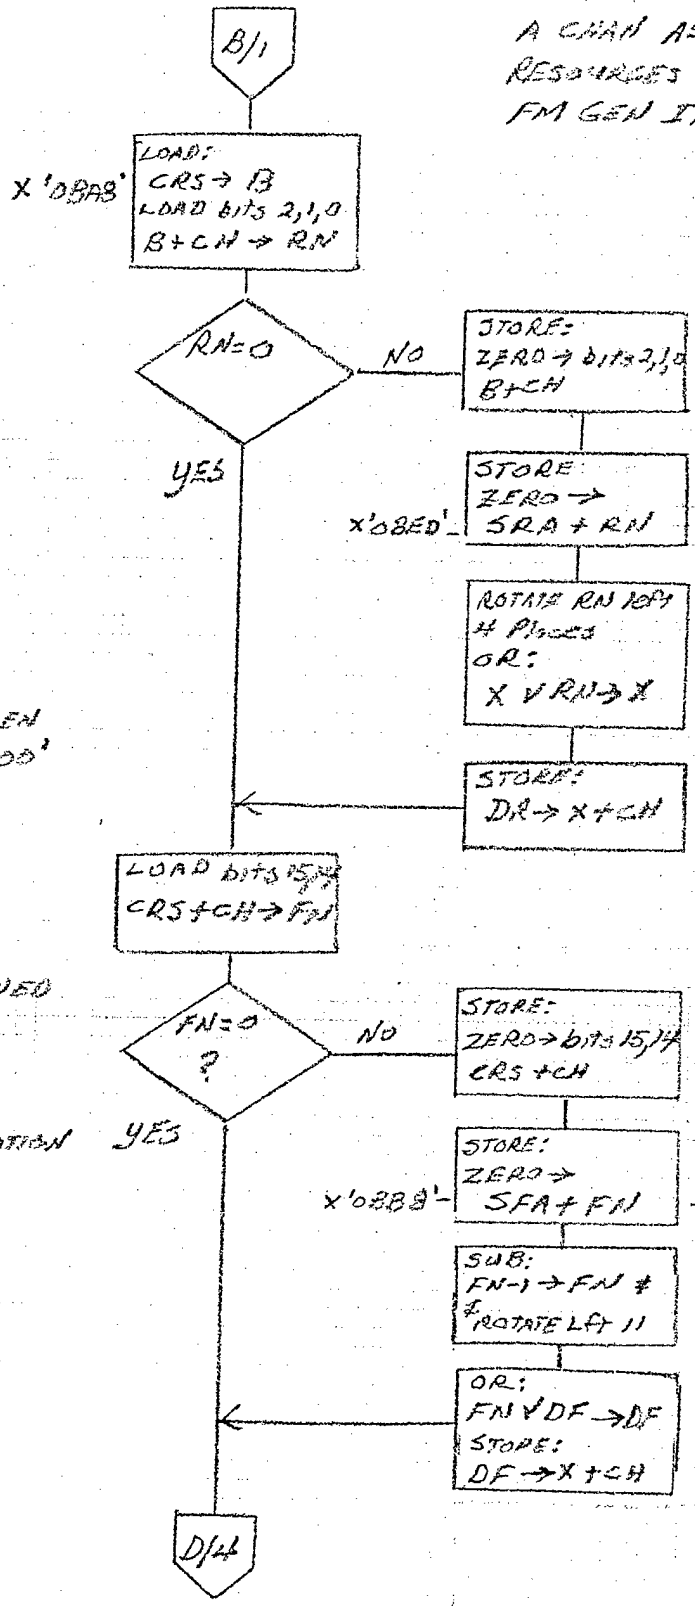 B/1
A CHAN AS
RESOURCES
FM GEN
X '0BA8'
LOAD:
CRS → B
LOAD bits 2,1,0
B+CH → RN
RN=0
NO
YES
STORE:
ZERO → bits 2,1,0
B+CH
STORE
ZERO →
SRA + RN
X'0BED'-
ROTATE RN left
4 Places
OR:
X V RN → X
STORE:
DR → X + CH
EN
00'
LOAD bits 15,14
CRS+CH → FN
NED
FN=0
?
NO
YES
TION
STORE:
ZERO → bits 15,14
CRS + CH
STORE:
ZERO →
SFA + FN
X'0BB8'-
SUB:
FN-1 → FN &
ROTATE Lft 11
OR:
FN V DF → DF
STORE:
DF → X + CH
D/4